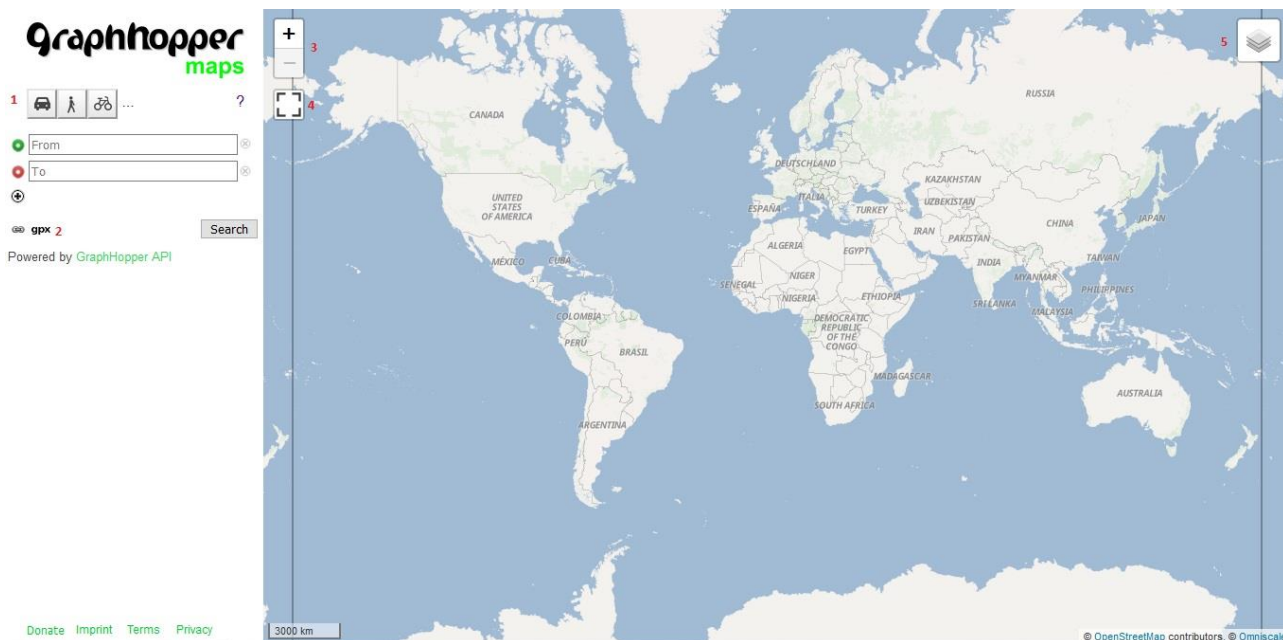 graphhopper
maps
1
...
?
From
To
gpx 2
Search
Powered by GraphHopper API
Donate Imprint Terms Privacy
+
−
3
4
5
CANADA
RUSSIA
UNITED
STATES
OF AMERICA
DEUTSCHLAND
KAZAKHSTAN
ITALIA
UZBEKISTAN
ESPAÑA
TURKEY
CHINA
JAPAN
IRAN
PAKISTAN
ALGERIA
EGYPT
MÉXICO
CUBA
INDIA
TAIWAN
NIGER
MYANMAR
SENEGAL
NIGERIA
ETHIOPIA
PHILIPPINES
SRI LANKA
MALAYSIA
COLOMBIA
DEMOCRATIC
REPUBLIC
OF THE
CONGO
PERÚ
BRASIL
MADAGASCAR
AUSTRALIA
SOUTH AFRICA
ARGENTINA
3000 km
© OpenStreetMap contributors, © Omniscal